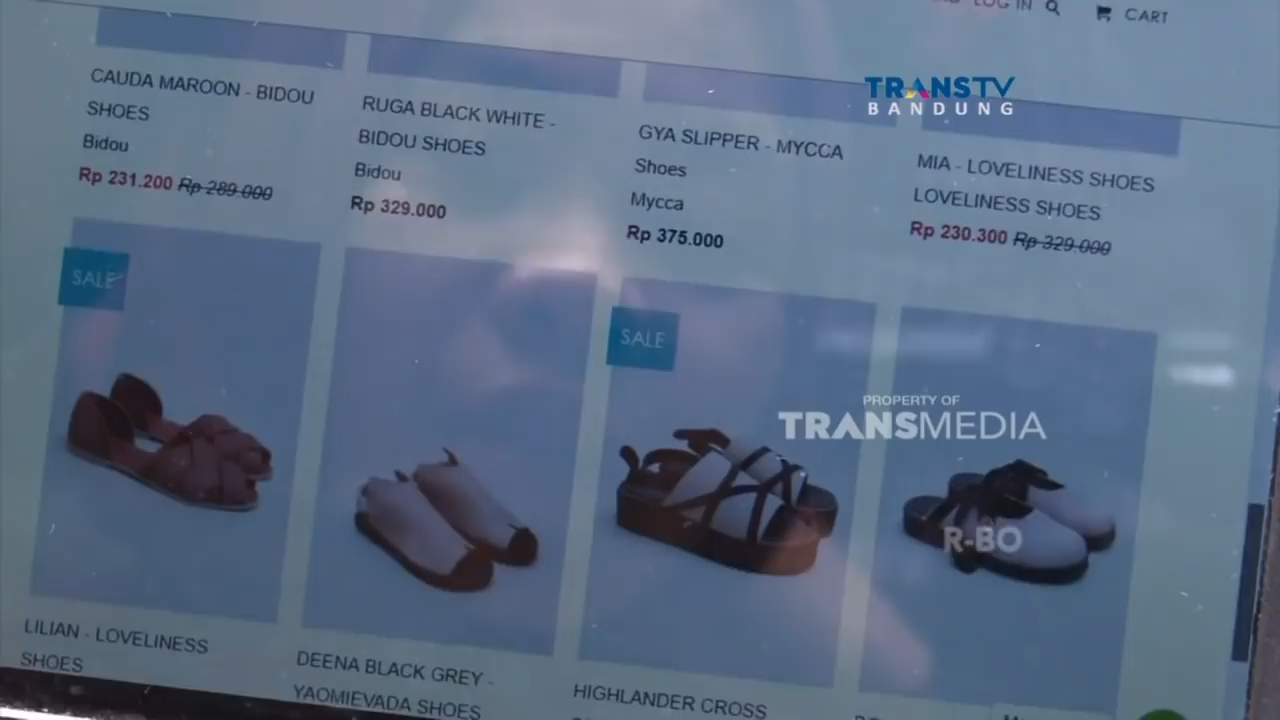 LOG IN
CART
TRANSTV
BANDUNG
CAUDA MAROON - BIDOU
SHOES
Bidou
Rp 231.200 Rp 289.000
RUGA BLACK WHITE -
BIDOU SHOES
Bidou
Rp 329.000
GYA SLIPPER - MYCCA
Shoes
Mycca
Rp 375.000
MIA - LOVELINESS SHOES
LOVELINESS SHOES
Rp 230.300 Rp 329.000
SALE
SALE
PROPERTY OF
TRANSMEDIA
R-BO
LILIAN - LOVELINESS
SHOES
DEENA BLACK GREY -
YAOMIEVADA SHOES
HIGHLANDER CROSS